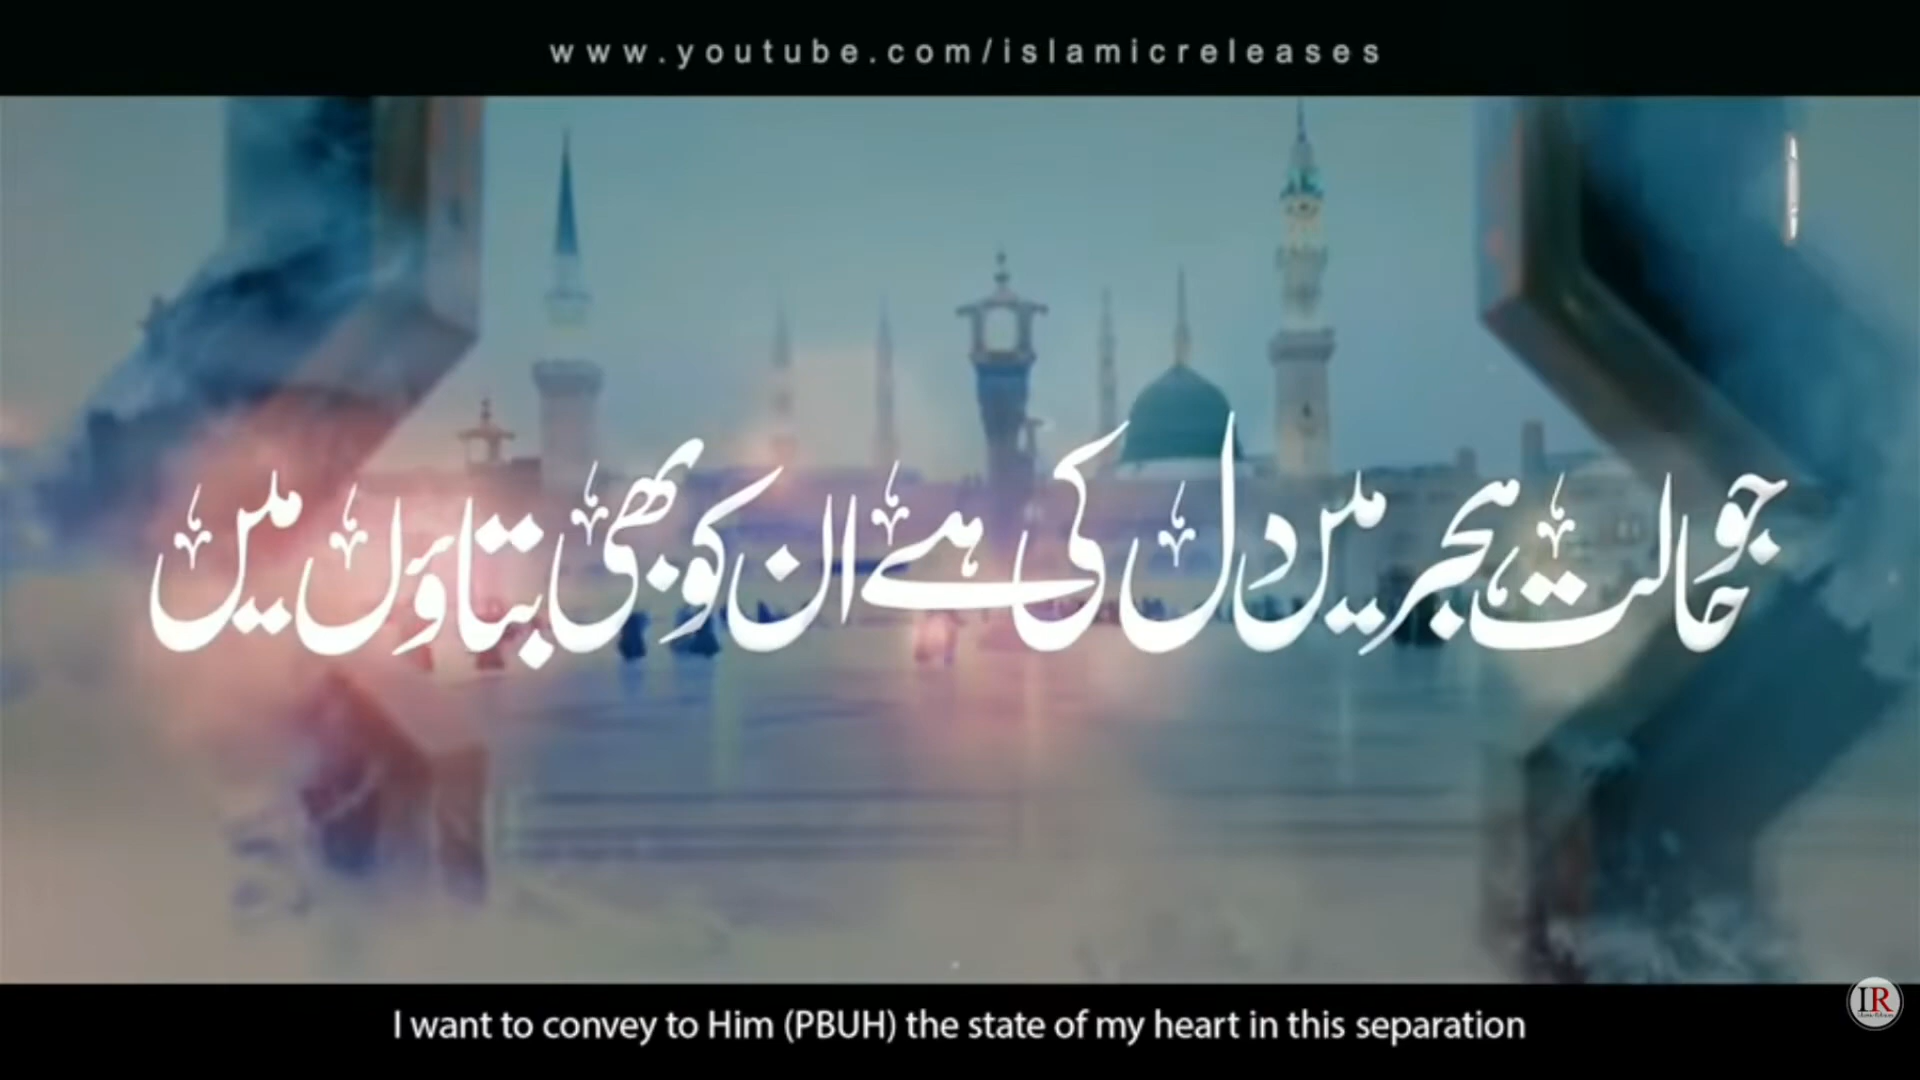 www.youtube.com/islamicreleases
جو حالت ہجر میں دل کی ہے ان کو بھی بتاؤں میں
I want to convey to Him (PBUH) the state of my heart in this separation
IR